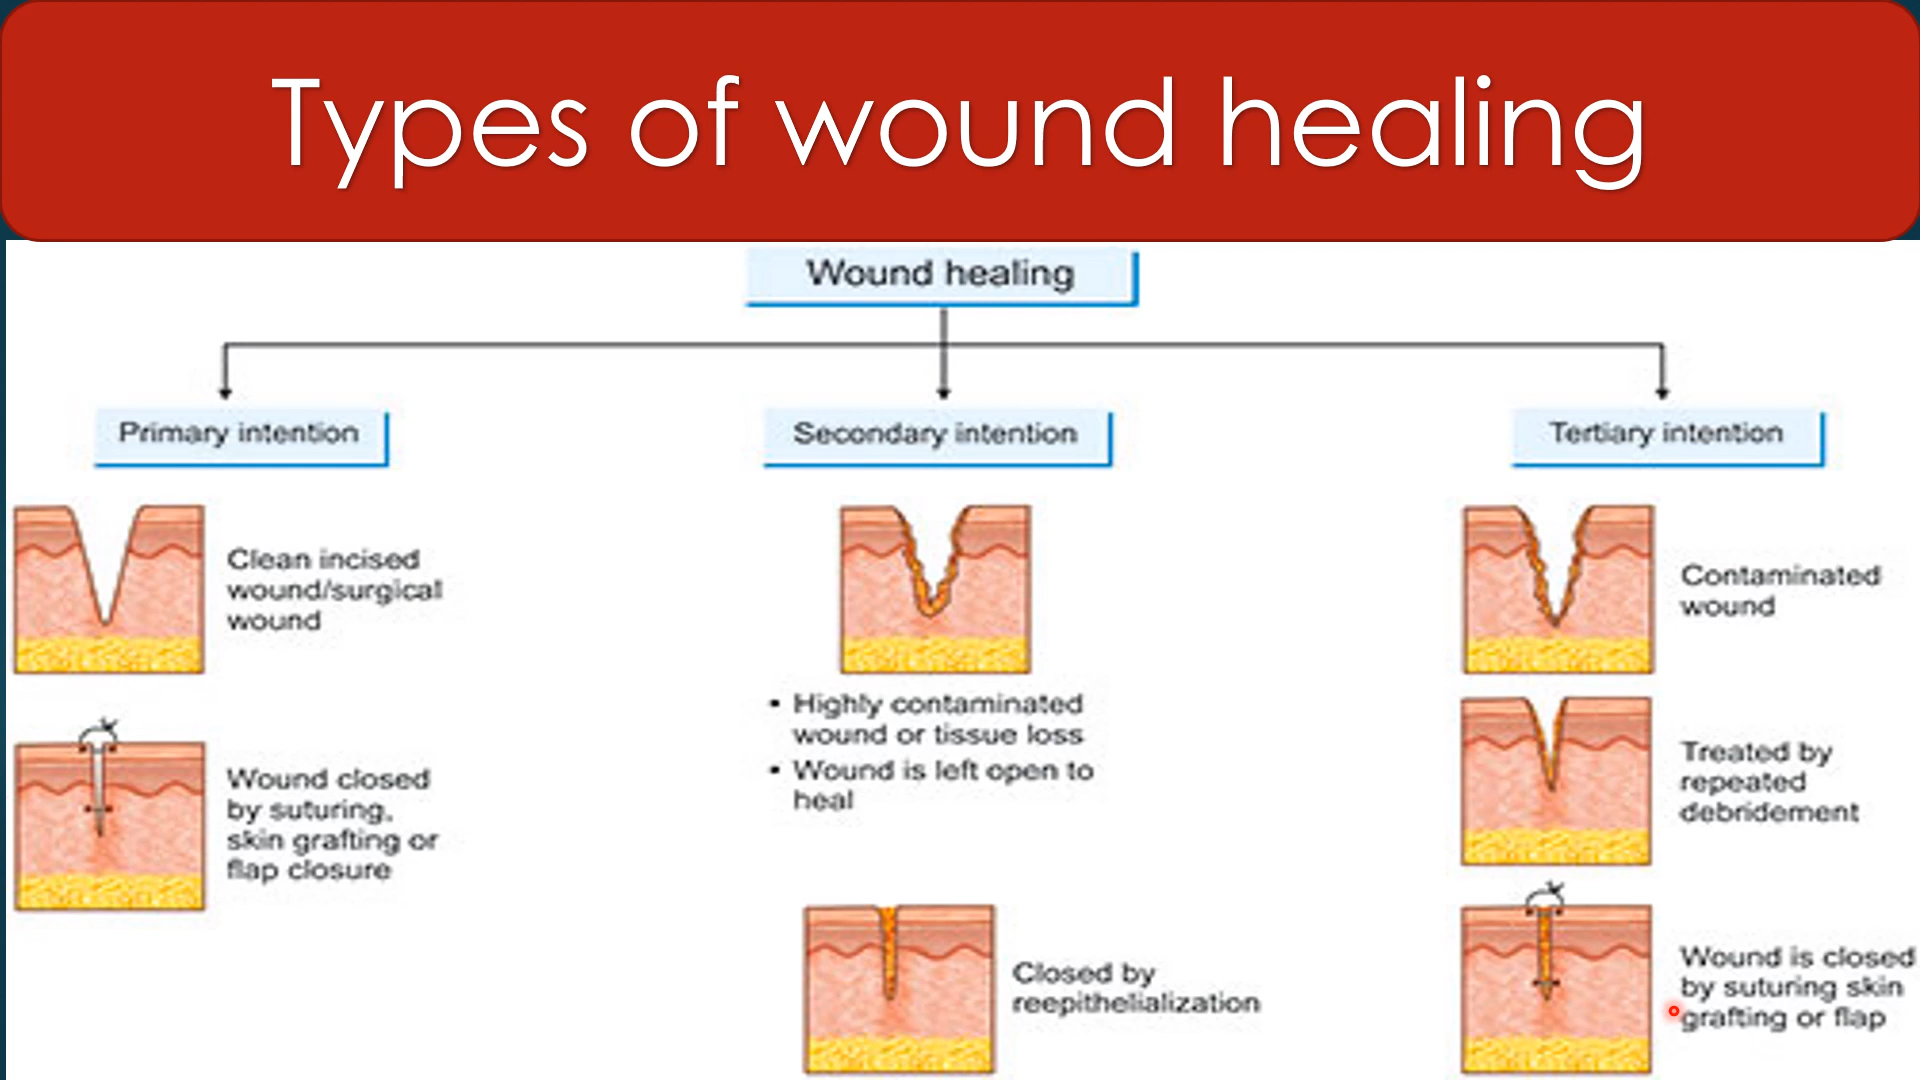 Types of wound healing
Wound healing
Primary intention
Clean incised
wound/surgical
wound
Wound closed
by suturing,
skin grafting or
flap closure
Secondary intention
• Highly contaminated
wound or tissue loss
• Wound is left open to
heal
Closed by
reepithelialization
Tertiary intention
Contaminated
wound
Treated by
repeated
debridement
Wound is closed
by suturing skin
grafting or flap